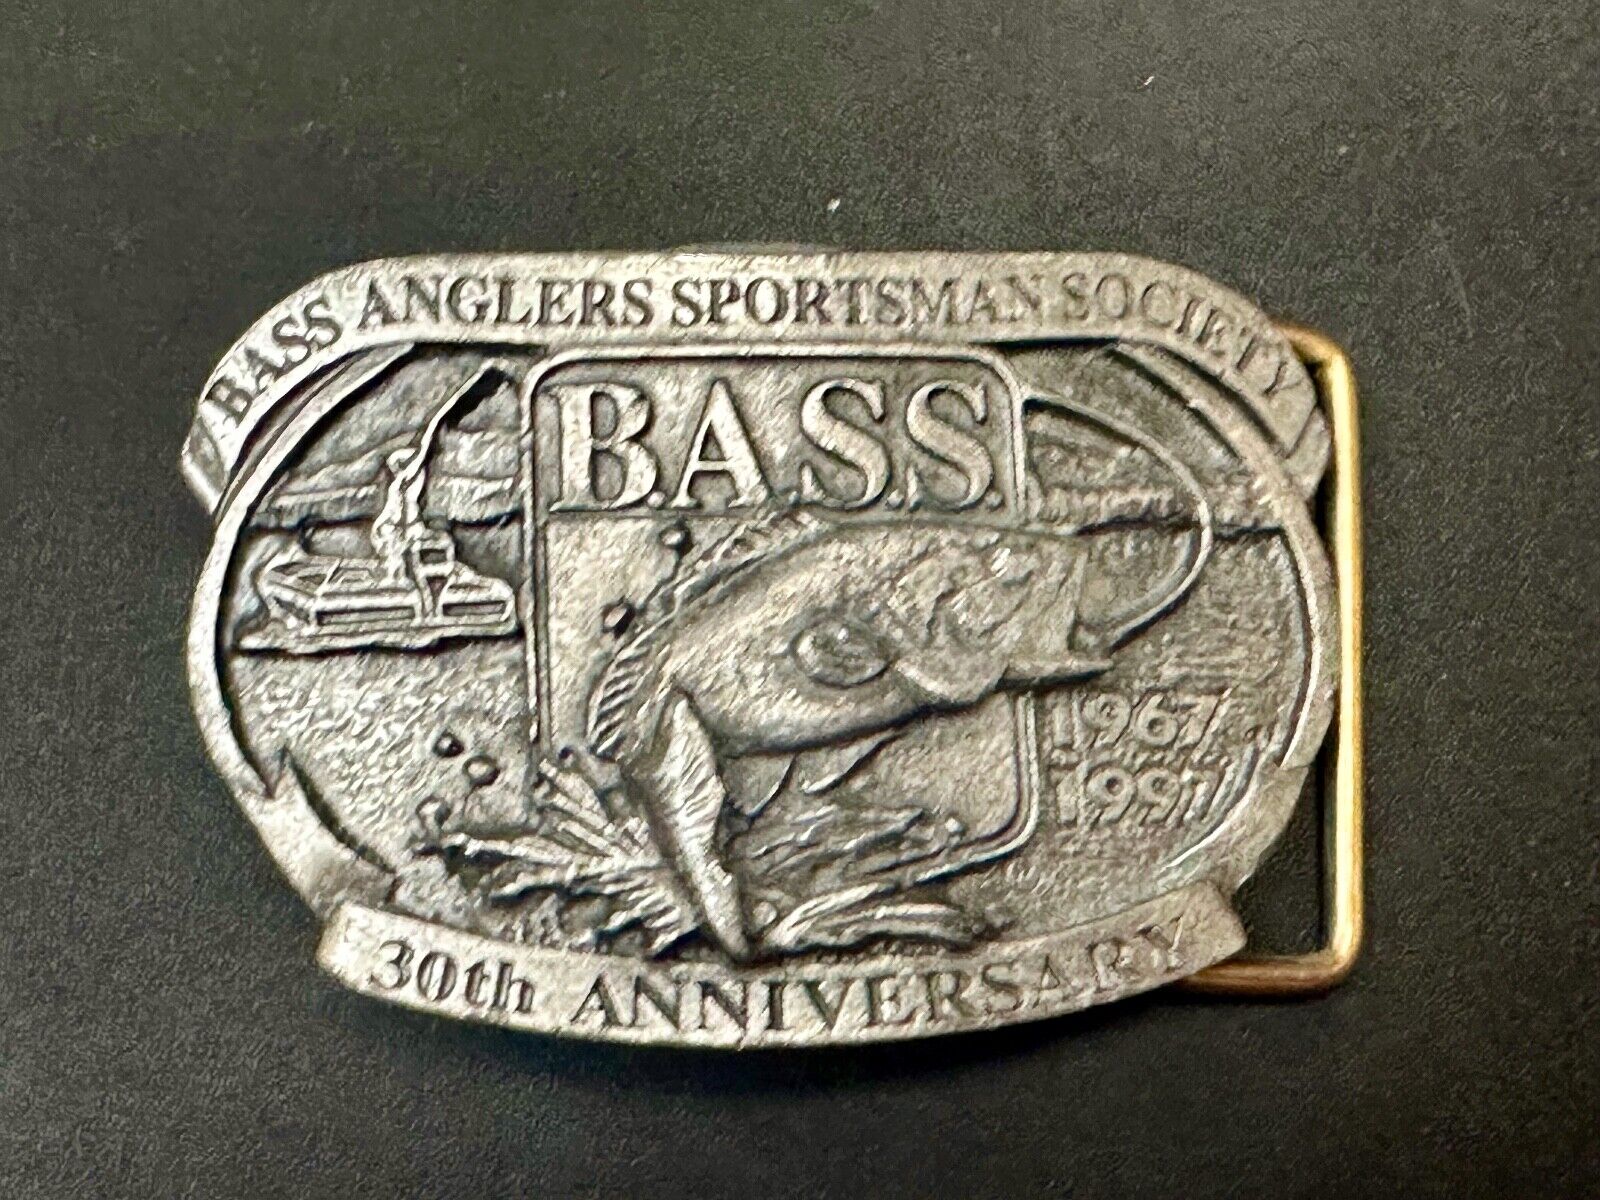 BASS ANGLERS SPORTSMAN SOCIETY
B.A.S.S.
1967
1997
30th ANNIVERSARY